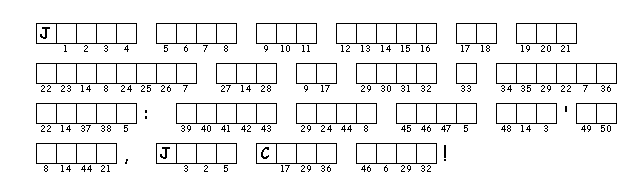 J : ' , J C !
1 2 3 4 5 6 7 8 9 10 11 12 13 14 15 16 17 18 19 20 21
22 23 14 8 24 25 26 7 27 14 28 9 17 29 30 31 32 33 34 35 29 22 7 36
22 14 37 38 5 : 39 40 41 42 43 29 24 44 8 45 46 47 5 48 14 3 ' 49 50
8 14 44 21 , J 3 2 5 C 17 29 36 46 6 29 32 !